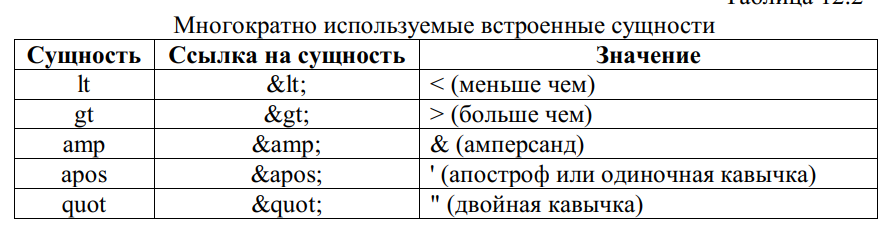 Таблица 12.2
Многократно используемые встроенные сущности
Сущность Ссылка на сущность Значение
lt &lt; < (меньше чем)
gt &gt; > (больше чем)
amp &amp; & (амперсанд)
apos &apos; ' (апостроф или одиночная кавычка)
quot &quot; " (двойная кавычка)